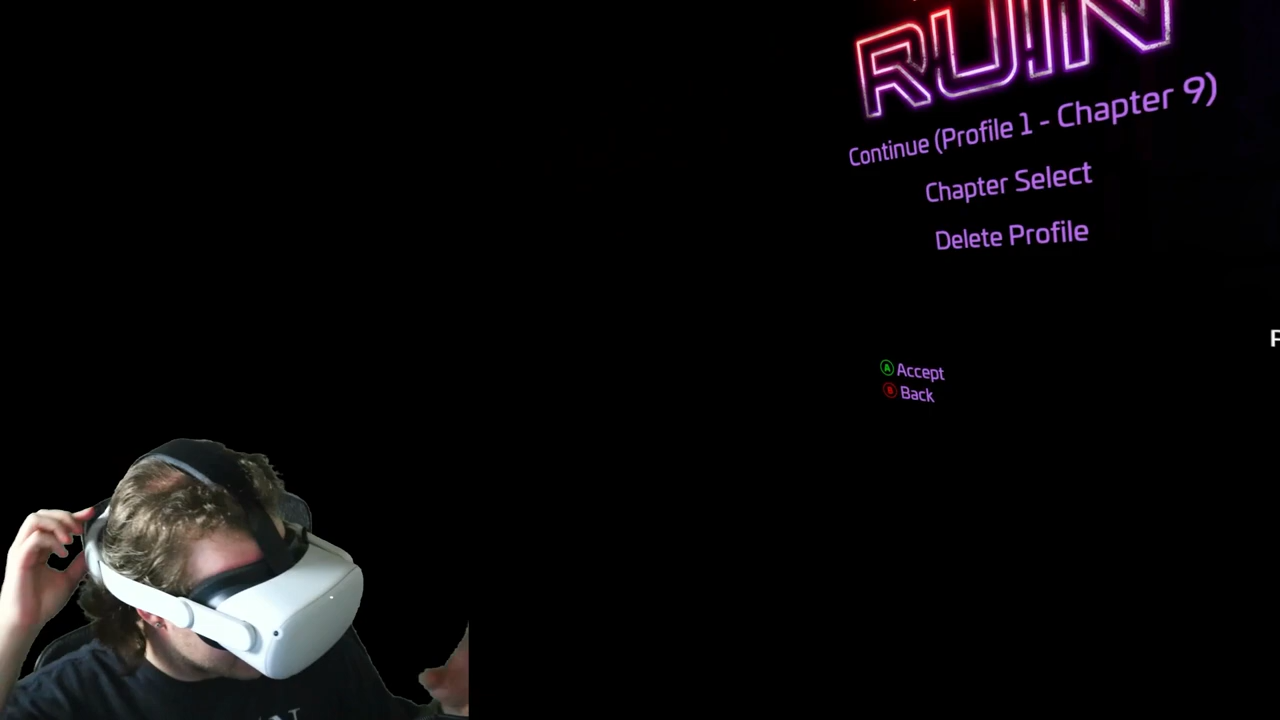 RUIN
Continue (Profile 1 - Chapter 9)
Chapter Select
Delete Profile
A Accept
B Back